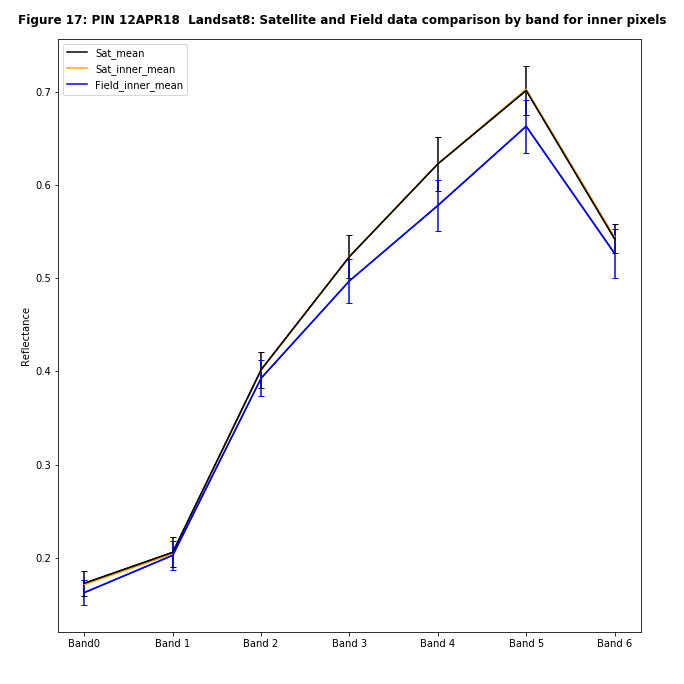 Figure 17: PIN 12APR18  Landsat8: Satellite and Field data comparison by band for inner pixels
Sat_mean
Sat_inner_mean
Field_inner_mean
Reflectance
0.7
0.6
0.5
0.4
0.3
0.2
Band0
Band 1
Band 2
Band 3
Band 4
Band 5
Band 6